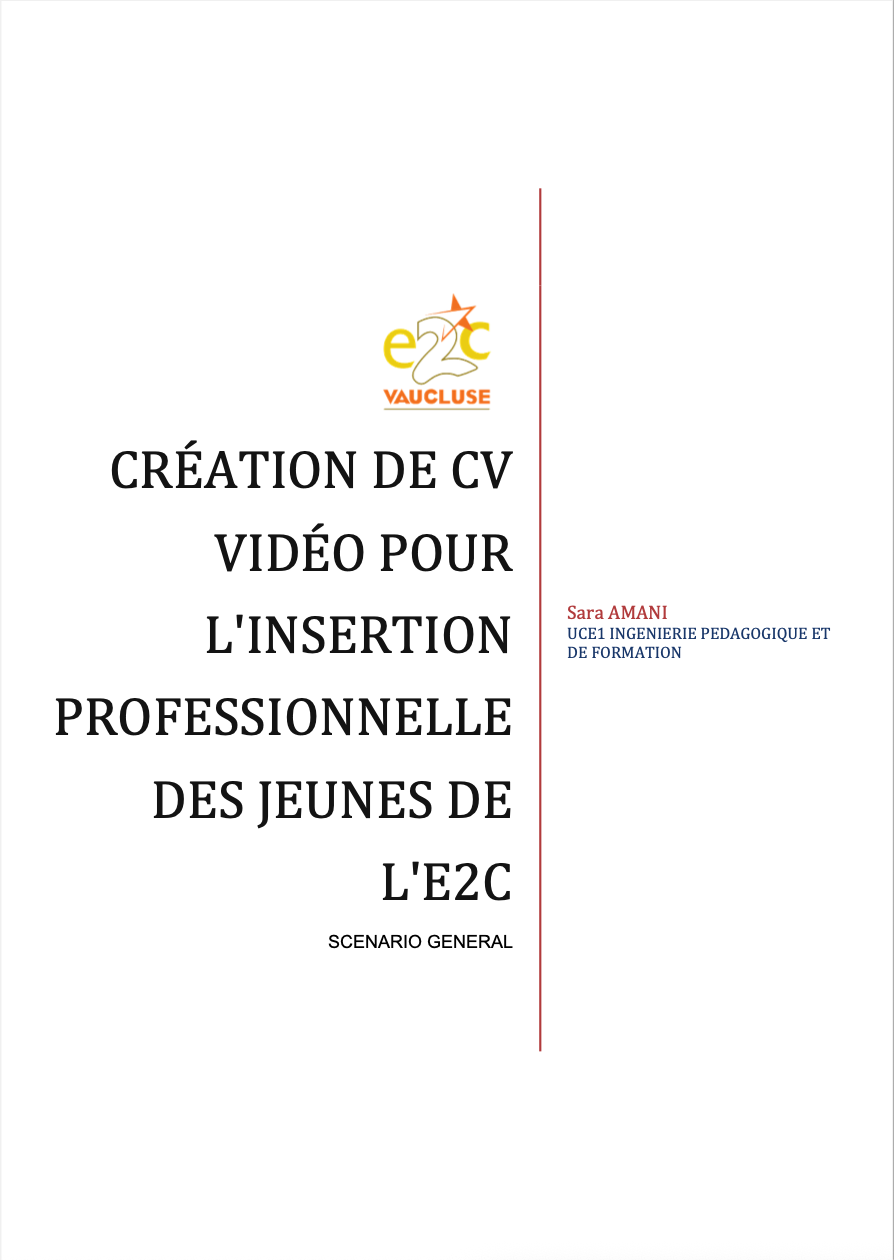 e2c
VAUCLUSE
CRÉATION DE CV
VIDÉO POUR
L'INSERTION
PROFESSIONNELLE
DES JEUNES DE
L'E2C
SCENARIO GENERAL
Sara AMANI
UCE1 INGENIERIE PEDAGOGIQUE ET
DE FORMATION